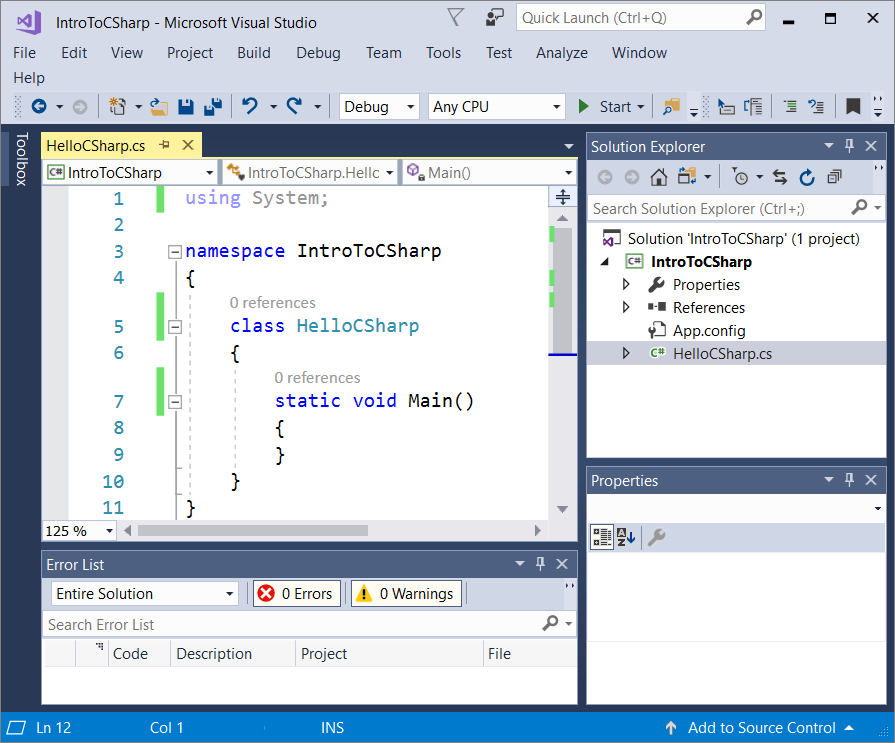 IntroToCSharp - Microsoft Visual Studio
Quick Launch (Ctrl+Q)
File Edit View Project Build Debug Team Tools Test Analyze Window
Help
Debug Any CPU Start
Toolbox
HelloCSharp.cs
C# IntroToCSharp IntroToCSharp.Hello Main()
1 using System;
2
3 namespace IntroToCSharp
4 {
0 references
5 class HelloCSharp
6 {
0 references
7 static void Main()
8 {
9 }
10 }
11 }
125 %
Solution Explorer
Search Solution Explorer (Ctrl+;)
Solution 'IntroToCSharp' (1 project)
C# IntroToCSharp
Properties
References
App.config
C# HelloCSharp.cs
Properties
A
Z
Error List
Entire Solution 0 Errors 0 Warnings
Search Error List
Code Description Project File
Ln 12 Col 1 INS Add to Source Control